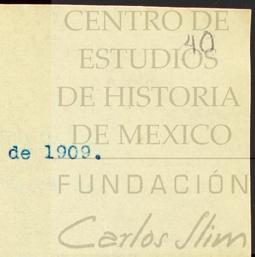 CENTRO DE
40
ESTUDIOS
DE HISTORIA
DE MEXICO
de 1909.
FUNDACIÓN
Carlos Slim